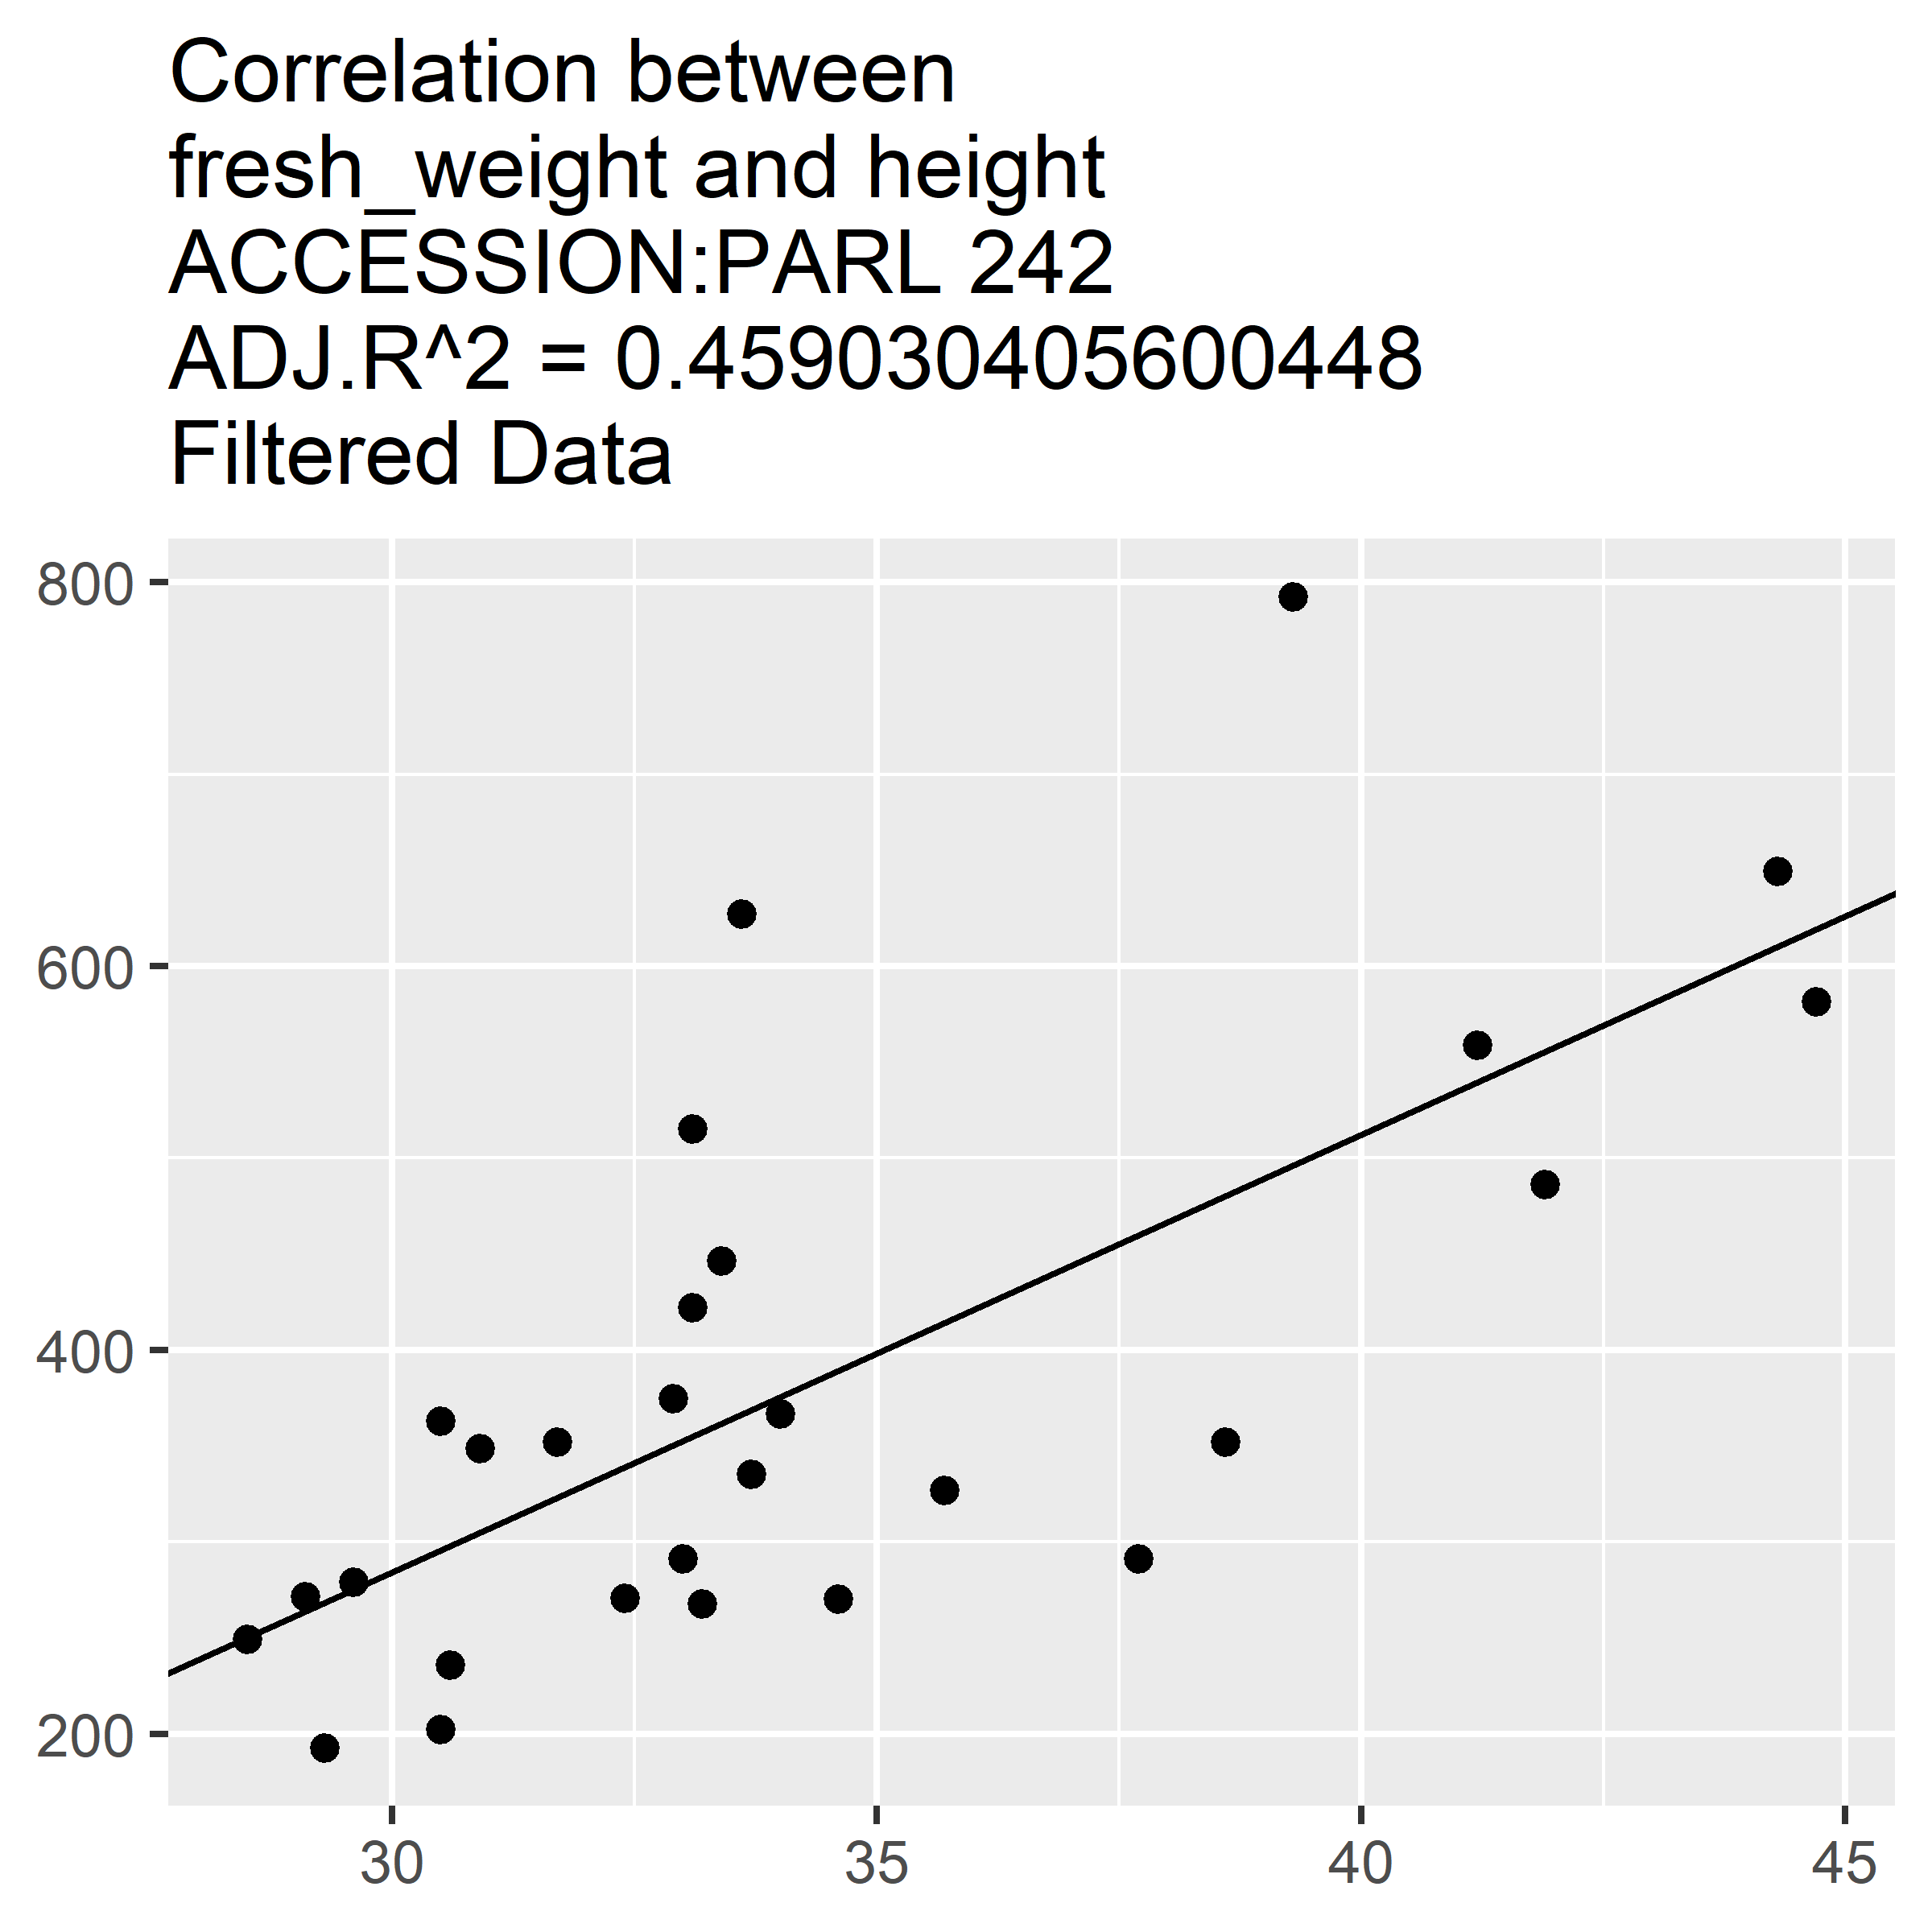 Correlation between
fresh_weight and height
ACCESSION:PARL 242
ADJ.R^2 = 0.459030405600448
Filtered Data
800
600
400
200
30 35 40 45